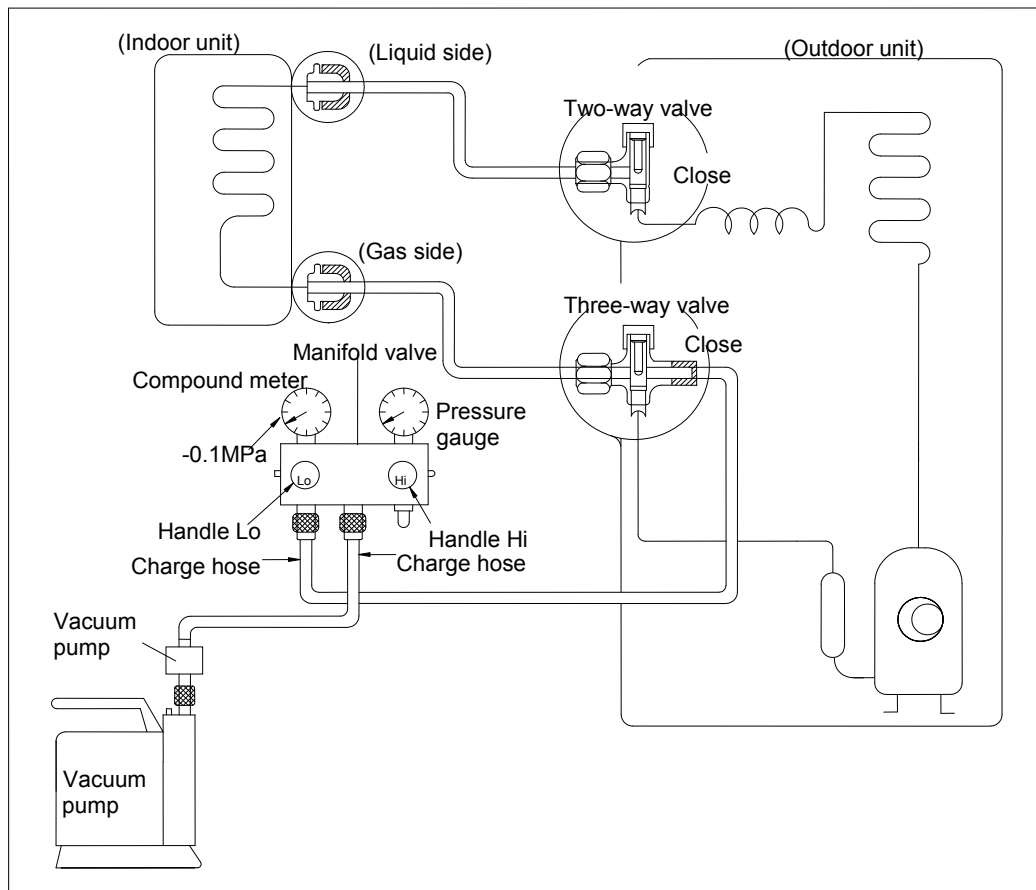 (Indoor unit)
(Liquid side)
(Outdoor unit)
Two-way valve
Close
(Gas side)
Three-way valve
Close
Manifold valve
Compound meter
Pressure
gauge
-0.1MPa
Lo
Hi
Handle Lo
Handle Hi
Charge hose
Charge hose
Vacuum
pump
Vacuum
pump